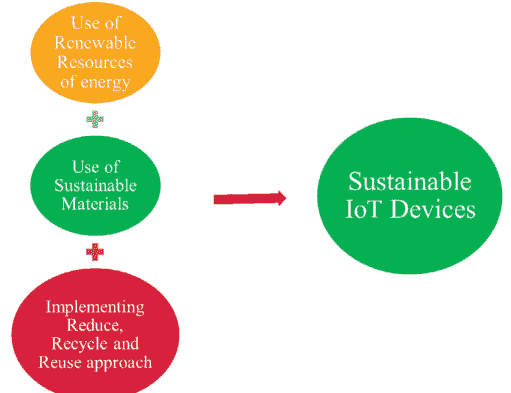 Use of
Renewable
Resources
of energy
Use of
Sustainable
Materials
Implementing
Reduce,
Recycle and
Reuse approach
Sustainable
IoT Devices